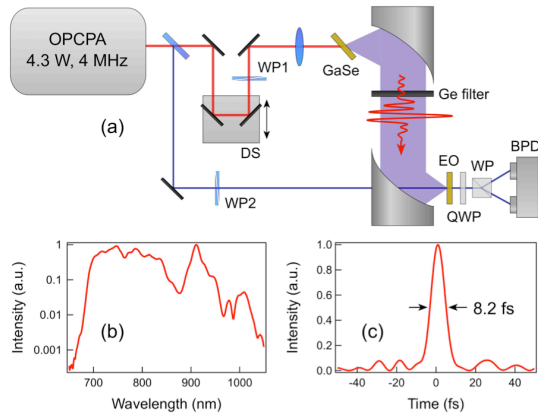 OPCPA
4.3 W, 4 MHz
WP1
GaSe
Ge filter
(a)
DS
EO
WP
BPD
WP2
QWP
(b)
Intensity (a.u.)
1
0.1
0.01
0.001
700 800 900 1000
Wavelength (nm)
(c)
Intensity (a.u.)
1.0
0.8
0.6
0.4
0.2
0.0
8.2 fs
-40 -20 0 20 40
Time (fs)